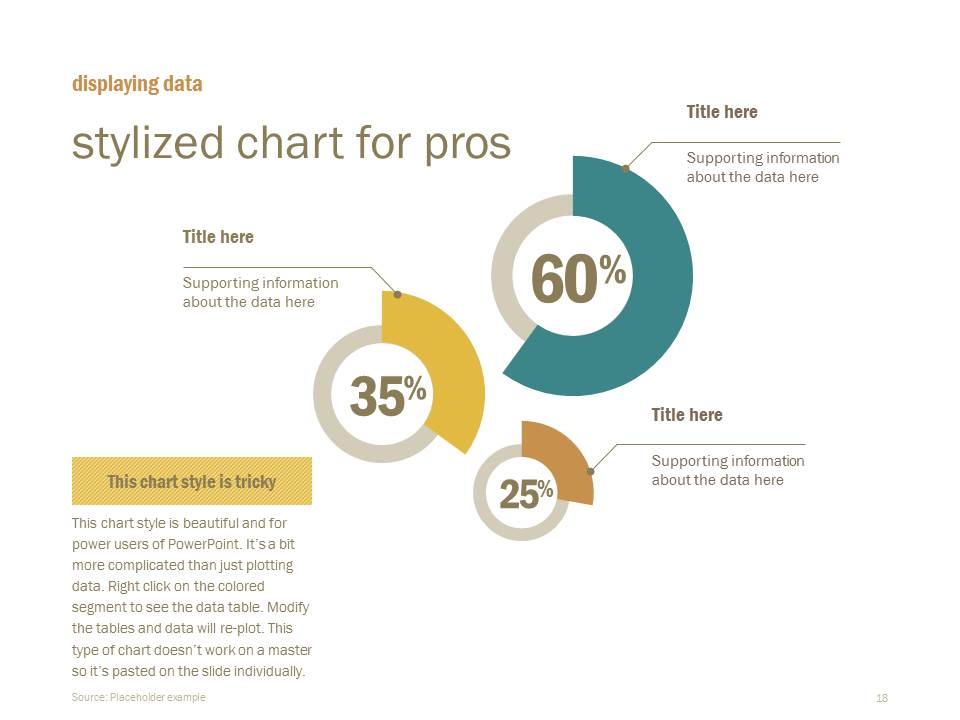 displaying data
stylized chart for pros
Title here
Supporting information
about the data here
60%
Title here
Supporting information
about the data here
35%
Title here
Supporting information
about the data here
25%
This chart style is tricky
This chart style is beautiful and for
power users of PowerPoint. It’s a bit
more complicated than just plotting
data. Right click on the colored
segment to see the data table. Modify
the tables and data will re-plot. This
type of chart doesn’t work on a master
so it’s pasted on the slide individually.
Source: Placeholder example
18